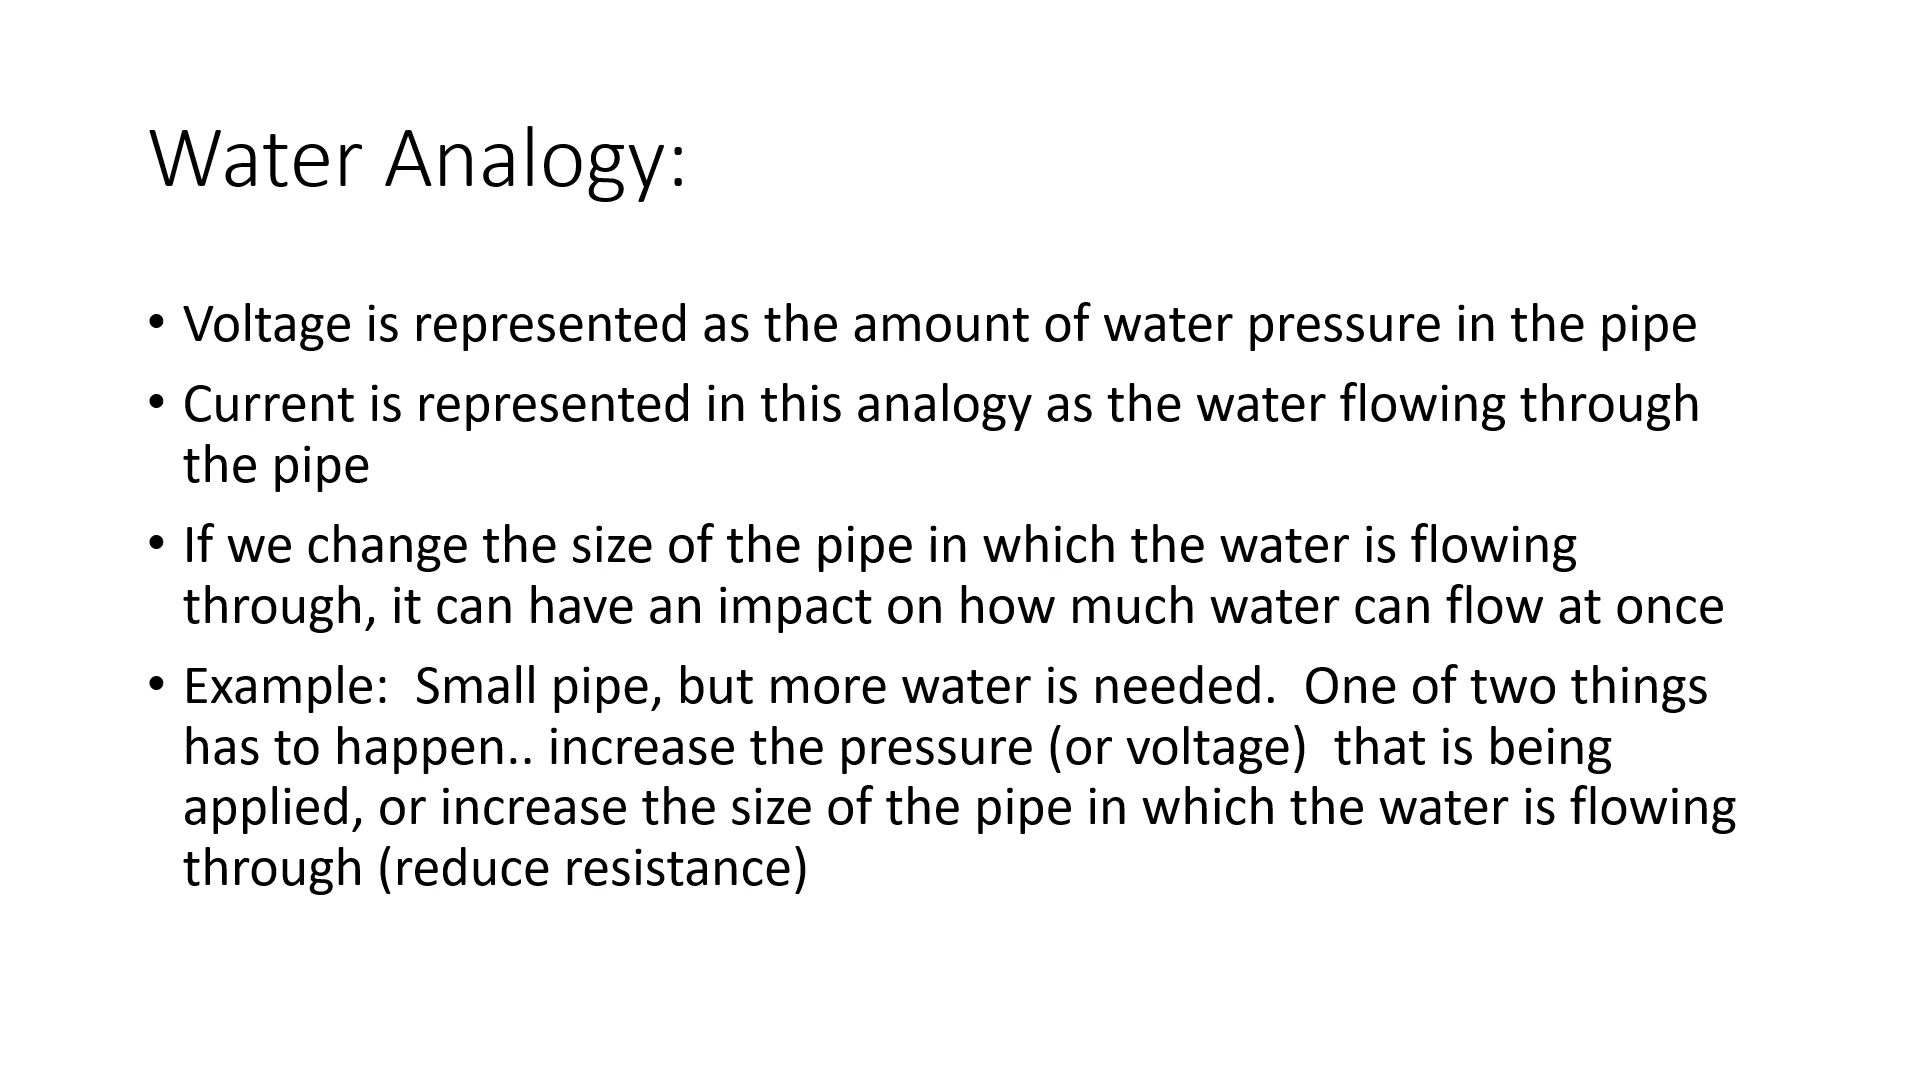 Water Analogy:
• Voltage is represented as the amount of water pressure in the pipe
• Current is represented in this analogy as the water flowing through
the pipe
• If we change the size of the pipe in which the water is flowing
through, it can have an impact on how much water can flow at once
• Example:  Small pipe, but more water is needed.  One of two things
has to happen.. increase the pressure (or voltage)  that is being
applied, or increase the size of the pipe in which the water is flowing
through (reduce resistance)